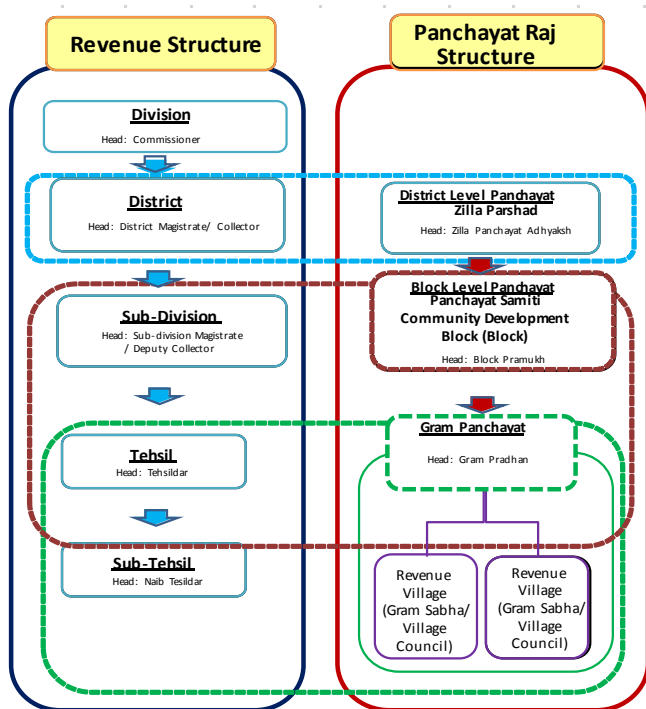 Revenue Structure
Division
Head: Commissioner
District
Head: District Magistrate/ Collector
Sub-Division
Head: Sub-division Magistrate
/ Deputy Collector
Tehsil
Head: Tehsildar
Sub-Tehsil
Head: Naib Tesildar
Panchayat Raj
Structure
District Level Panchayat
Zilla Parshad
Head: Zilla Panchayat Adhyaksh
Block Level Panchayat
Panchayat Samiti
Community Development
Block (Block)
Head: Block Pramukh
Gram Panchayat
Head: Gram Pradhan
Revenue
Village
(Gram Sabha/
Village
Council)
Revenue
Village
(Gram Sabha/
Village
Council)